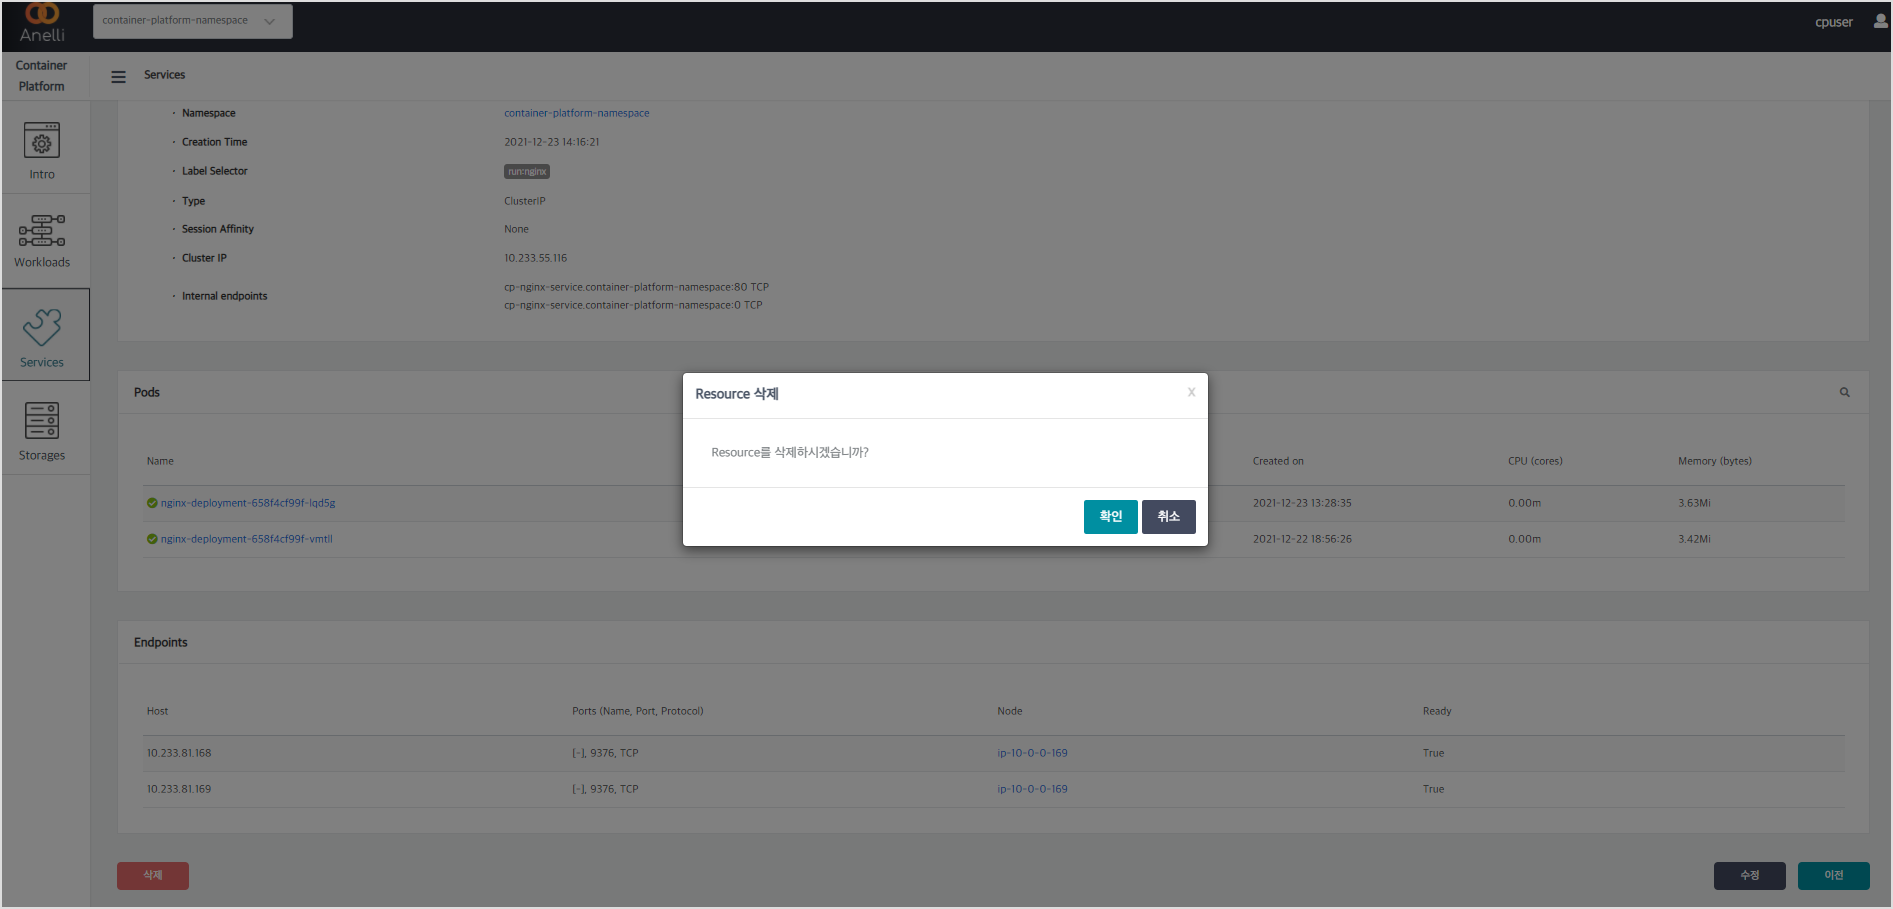 Anelli
container-platform-namespace
cpuser
Container
Platform
Services
Intro
Workloads
Services
Storages
· Namespace container-platform-namespace
· Creation Time 2021-12-23 14:16:21
· Label Selector run:nginx
· Type ClusterIP
· Session Affinity None
· Cluster IP 10.233.55.116
· Internal endpoints cp-nginx-service.container-platform-namespace:80 TCP
cp-nginx-service.container-platform-namespace:0 TCP
Pods
Name Created on CPU (cores) Memory (bytes)
nginx-deployment-658f4cf99f-lqd5g 2021-12-23 13:28:35 0.00m 3.63Mi
nginx-deployment-658f4cf99f-vmtll 2021-12-22 18:56:26 0.00m 3.42Mi
Resource 삭제 X
Resource를 삭제하시겠습니까?
확인 취소
Endpoints
Host Ports (Name, Port, Protocol) Node Ready
10.233.81.168 [-], 9376, TCP ip-10-0-0-169 True
10.233.81.169 [-], 9376, TCP ip-10-0-0-169 True
삭제 수정 이전